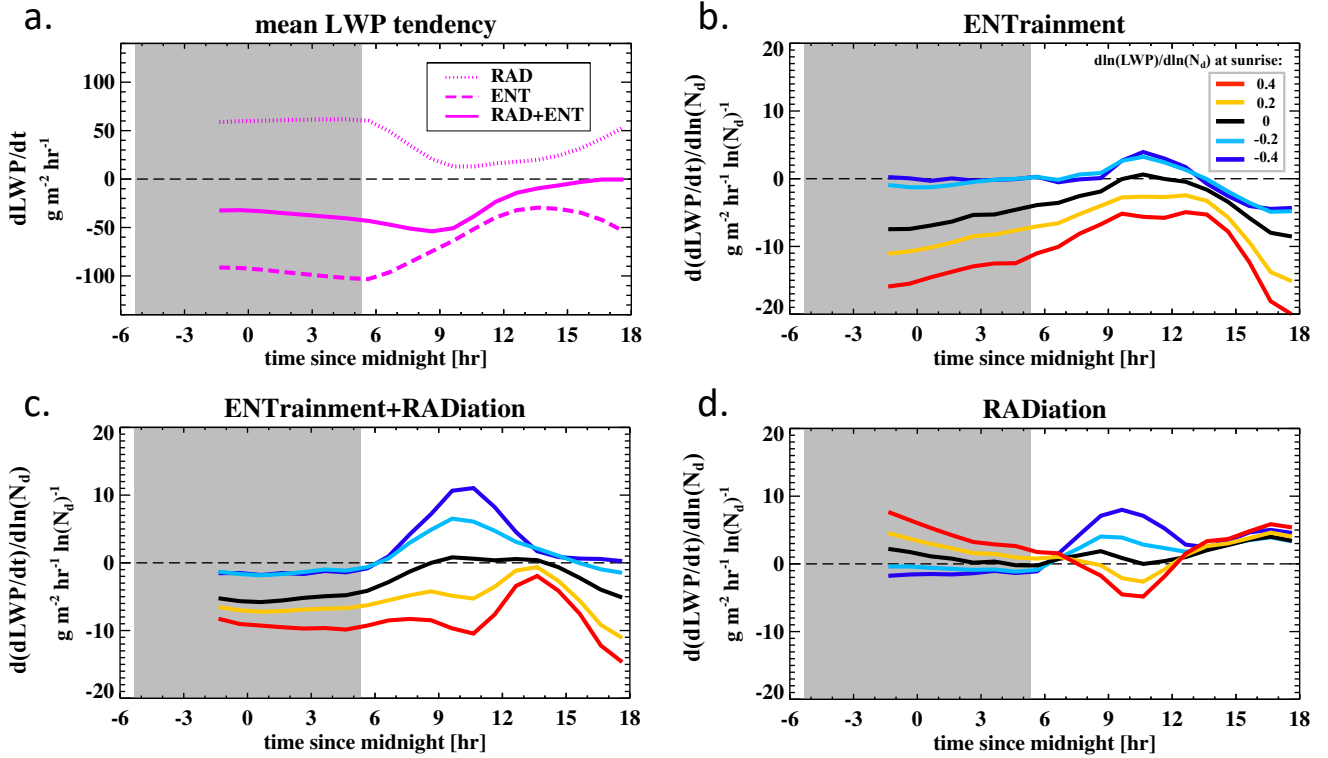 a.
mean LWP tendency
dLWP/dt
g m⁻² hr⁻¹
100
50
0
-50
-100
RAD
ENT
RAD+ENT
-6 -3 0 3 6 9 12 15 18
time since midnight [hr]
b.
ENTrainment
d(dLWP/dt)/dln(N_d)
g m⁻² hr⁻¹ ln(N_d)⁻¹
20
10
0
-10
-20
dln(LWP)/dln(N_d) at sunrise:
0.4
0.2
0
-0.2
-0.4
-6 -3 0 3 6 9 12 15 18
time since midnight [hr]
c.
ENTrainment+RADiation
d(dLWP/dt)/dln(N_d)
g m⁻² hr⁻¹ ln(N_d)⁻¹
20
10
0
-10
-20
-6 -3 0 3 6 9 12 15 18
time since midnight [hr]
d.
RADiation
d(dLWP/dt)/dln(N_d)
g m⁻² hr⁻¹ ln(N_d)⁻¹
20
10
0
-10
-20
-6 -3 0 3 6 9 12 15 18
time since midnight [hr]